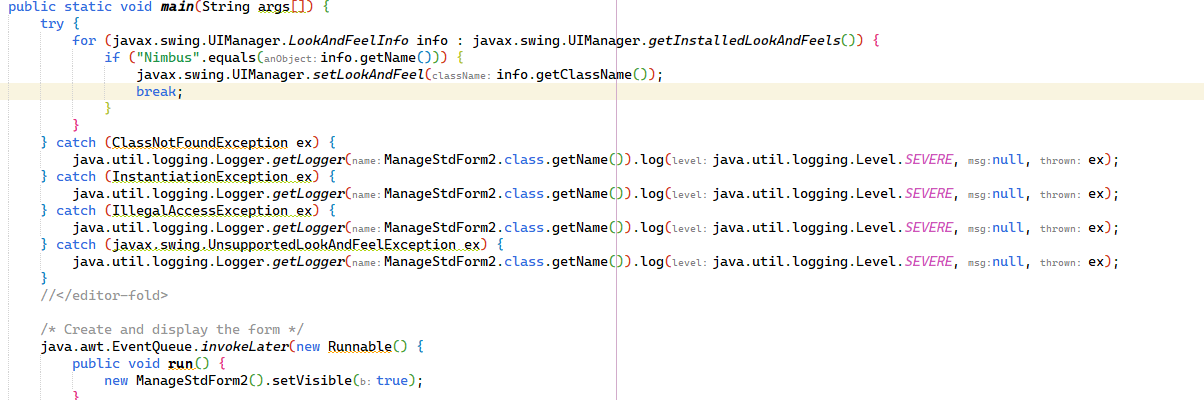 public static void main(String args[]) {
    try {
        for (javax.swing.UIManager.LookAndFeelInfo info : javax.swing.UIManager.getInstalledLookAndFeels()) {
            if ("Nimbus".equals(anObject: info.getName())) {
                javax.swing.UIManager.setLookAndFeel(className: info.getClassName());
                break;
            }
        }
    } catch (ClassNotFoundException ex) {
        java.util.logging.Logger.getLogger(name: ManageStdForm2.class.getName()).log(level: java.util.logging.Level.SEVERE, msg: null, thrown: ex);
    } catch (InstantiationException ex) {
        java.util.logging.Logger.getLogger(name: ManageStdForm2.class.getName()).log(level: java.util.logging.Level.SEVERE, msg: null, thrown: ex);
    } catch (IllegalAccessException ex) {
        java.util.logging.Logger.getLogger(name: ManageStdForm2.class.getName()).log(level: java.util.logging.Level.SEVERE, msg: null, thrown: ex);
    } catch (javax.swing.UnsupportedLookAndFeelException ex) {
        java.util.logging.Logger.getLogger(name: ManageStdForm2.class.getName()).log(level: java.util.logging.Level.SEVERE, msg: null, thrown: ex);
    }
    //</editor-fold>

    /* Create and display the form */
    java.awt.EventQueue.invokeLater(new Runnable() {
        public void run() {
            new ManageStdForm2().setVisible(b: true);
        }